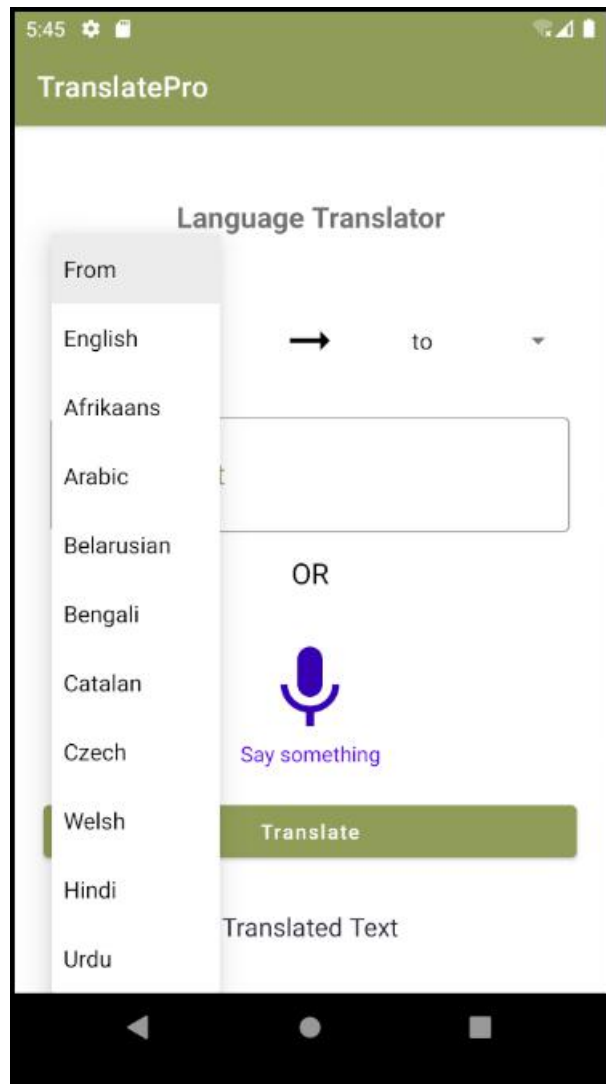 5:45
TranslatePro
Language Translator
From
English
to
Afrikaans
Arabic
Belarusian
OR
Bengali
Catalan
Czech
Say something
Welsh
Translate
Hindi
Translated Text
Urdu